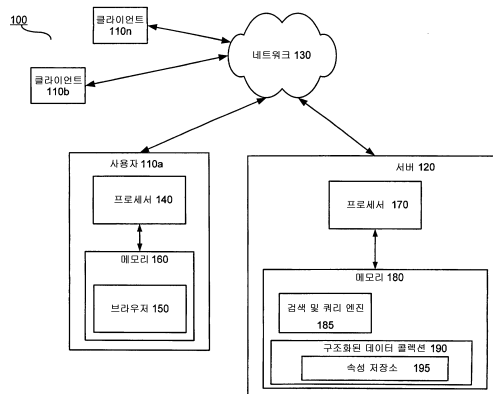 100
클라이언트
110n
네트워크 130
클라이언트
110b
사용자 110a
프로세서 140
메모리 160
브라우저 150
서버 120
프로세서 170
메모리 180
검색 및 쿼리 엔진
185
구조화된 데이터 콜렉션 190
속성 저장소 195